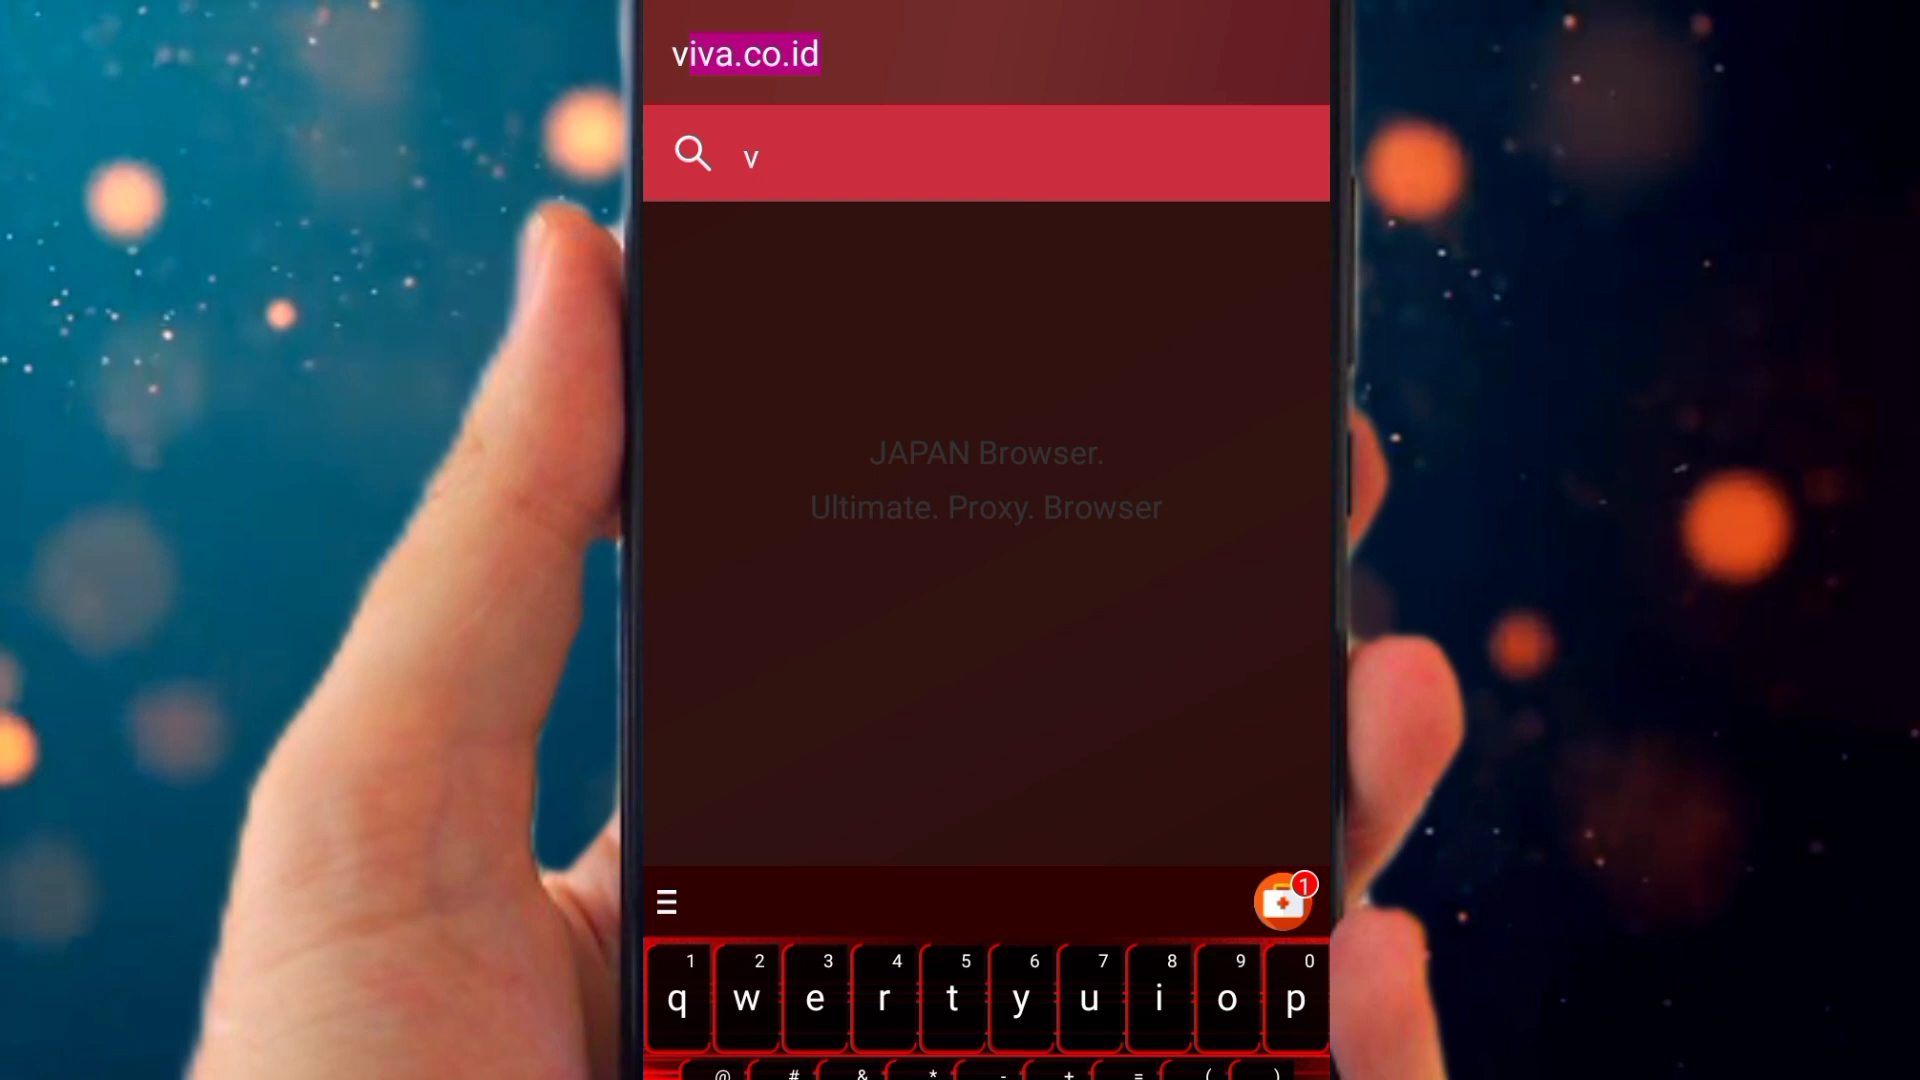 viva.co.id
v
JAPAN Browser.
Ultimate. Proxy. Browser
1
1 2 3 4 5 6 7 8 9 0
q w e r t y u i o p
@ # & * - + = ( )